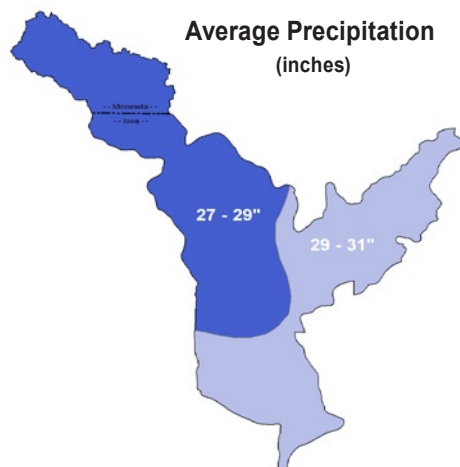 Average Precipitation
(inches)
-- Minnesota --
-- Iowa --
27 - 29"
29 - 31"